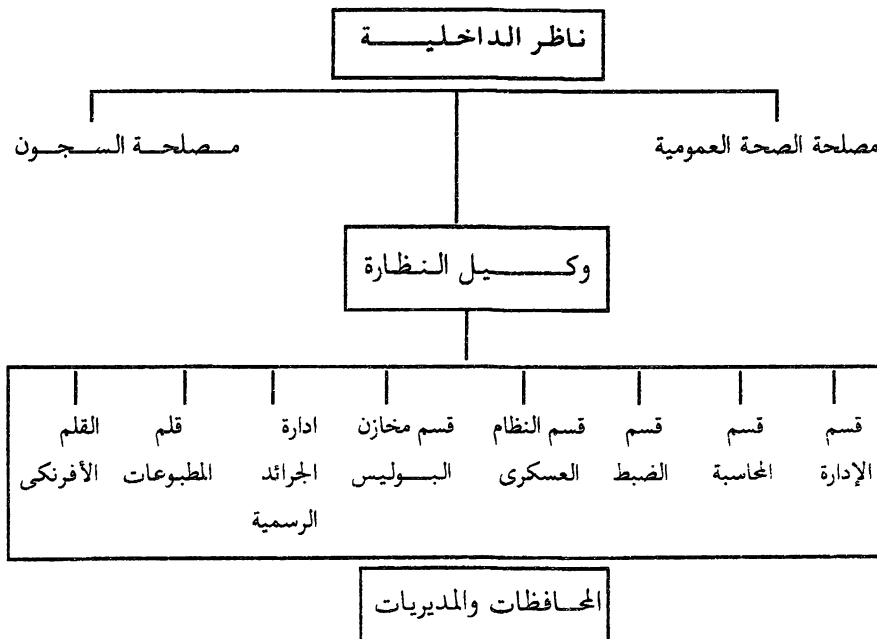 ناظر الداخلية
مصلحة الصحة العمومية
مصلحة السجون
وكيل النظارة
قسم الإدارة
قسم المحاسبة
قسم الضبط
قسم النظام العسكرى
قسم مخازن البوليس
ادارة الجرائد الرسمية
قلم المطبوعات
القلم الأفرنكى
المحافظات والمديريات